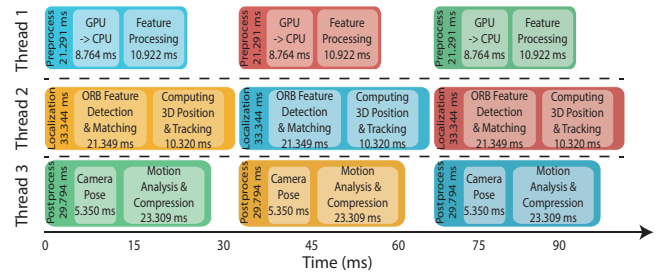 Thread 1
Preprocess
21.291 ms
GPU
-> CPU
8.764 ms
Feature
Processing
10.922 ms
Preprocess
21.291 ms
GPU
-> CPU
8.764 ms
Feature
Processing
10.922 ms
Preprocess
21.291 ms
GPU
-> CPU
8.764 ms
Feature
Processing
10.922 ms
Thread 2
Localization
33.344 ms
ORB Feature
Detection
& Matching
21.349 ms
Computing
3D Position
& Tracking
10.320 ms
Localization
33.344 ms
ORB Feature
Detection
& Matching
21.349 ms
Computing
3D Position
& Tracking
10.320 ms
Localization
33.344 ms
ORB Feature
Detection
& Matching
21.349 ms
Computing
3D Position
& Tracking
10.320 ms
Thread 3
Postprocess
29.794 ms
Camera
Pose
5.350 ms
Motion
Analysis &
Compression
23.309 ms
Postprocess
29.794 ms
Camera
Pose
5.350 ms
Motion
Analysis &
Compression
23.309 ms
Postprocess
29.794 ms
Camera
Pose
5.350 ms
Motion
Analysis &
Compression
23.309 ms
0 15 30 45 60 75 90
Time (ms)